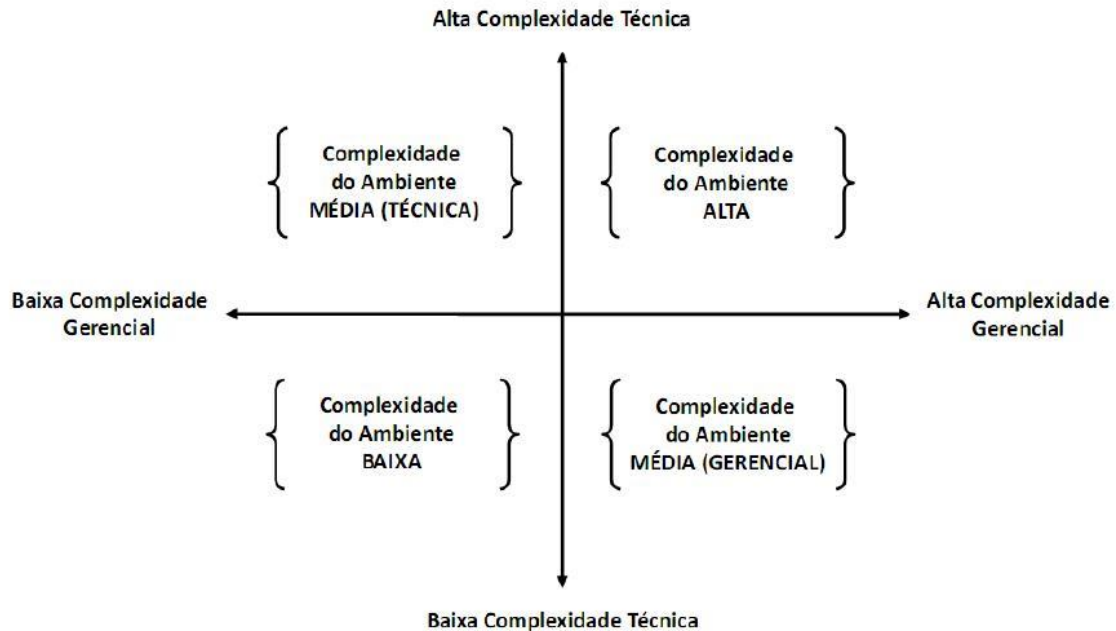 Alta Complexidade Técnica
Complexidade
do Ambiente
MÉDIA (TÉCNICA)
Complexidade
do Ambiente
ALTA
Baixa Complexidade
Gerencial
Alta Complexidade
Gerencial
Complexidade
do Ambiente
BAIXA
Complexidade
do Ambiente
MÉDIA (GERENCIAL)
Baixa Complexidade Técnica